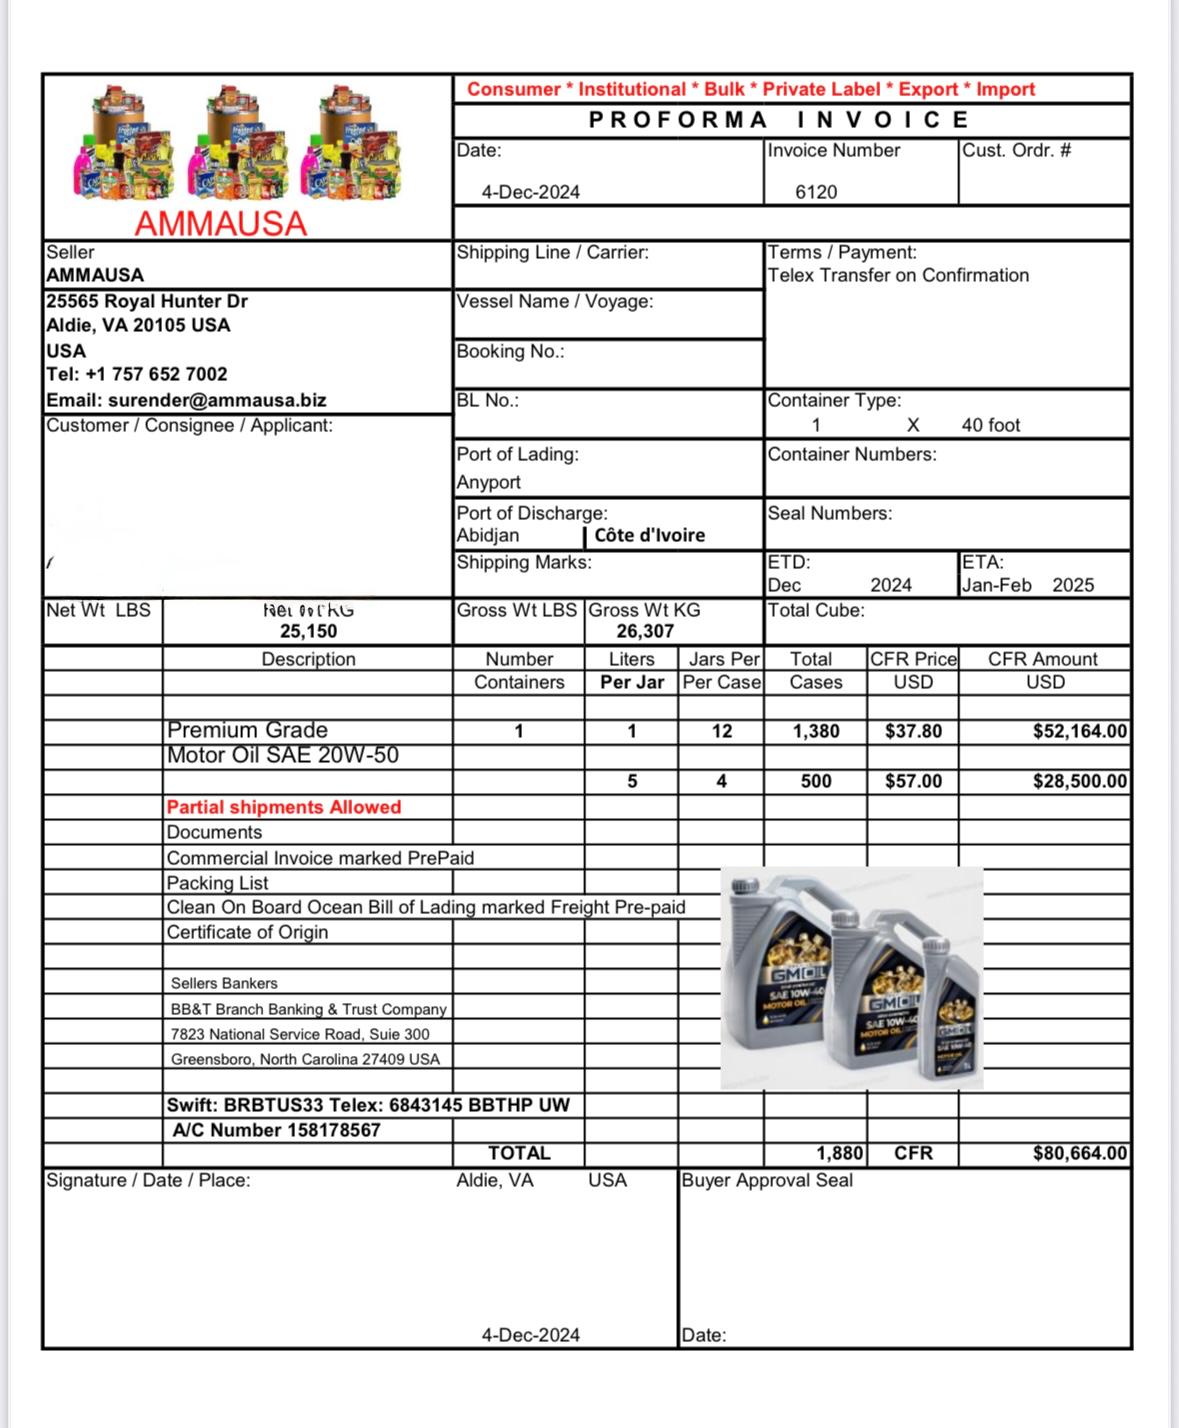 Consumer * Institutional * Bulk * Private Label * Export * Import
PROFORMA INVOICE
Date: Invoice Number Cust. Ordr. #
4-Dec-2024 6120
AMMAUSA
Seller Shipping Line / Carrier: Terms / Payment:
AMMAUSA Telex Transfer on Confirmation
25565 Royal Hunter Dr Vessel Name / Voyage:
Aldie, VA 20105 USA
USA Booking No.:
Tel: +1 757 652 7002
Email: surender@ammausa.biz BL No.: Container Type:
Customer / Consignee / Applicant: 1 X 40 foot
Port of Lading: Container Numbers:
Anyport
Port of Discharge: Seal Numbers:
Abidjan Côte d'Ivoire
Shipping Marks: ETD: ETA:
Dec 2024 Jan-Feb 2025
Net Wt LBS Net Wt KG Gross Wt LBS Gross Wt KG Total Cube:
25,150 26,307
Description Number Liters Jars Per Total CFR Price CFR Amount
Containers Per Jar Per Case Cases USD USD
Premium Grade 1 1 12 1,380 $37.80 $52,164.00
Motor Oil SAE 20W-50
5 4 500 $57.00 $28,500.00
Partial shipments Allowed
Documents
Commercial Invoice marked PrePaid
Packing List
Clean On Board Ocean Bill of Lading marked Freight Pre-paid
Certificate of Origin
GMOIL
SAE 10W-40
MOTOR OIL
GMOIL
SAE 10W-40
MOTOR OIL
GMOIL
Sellers Bankers
BB&T Branch Banking & Trust Company
7823 National Service Road, Suie 300
Greensboro, North Carolina 27409 USA
Swift: BRBTUS33 Telex: 6843145 BBTHP UW
A/C Number 158178567
TOTAL 1,880 CFR $80,664.00
Signature / Date / Place: Aldie, VA USA Buyer Approval Seal
4-Dec-2024 Date: